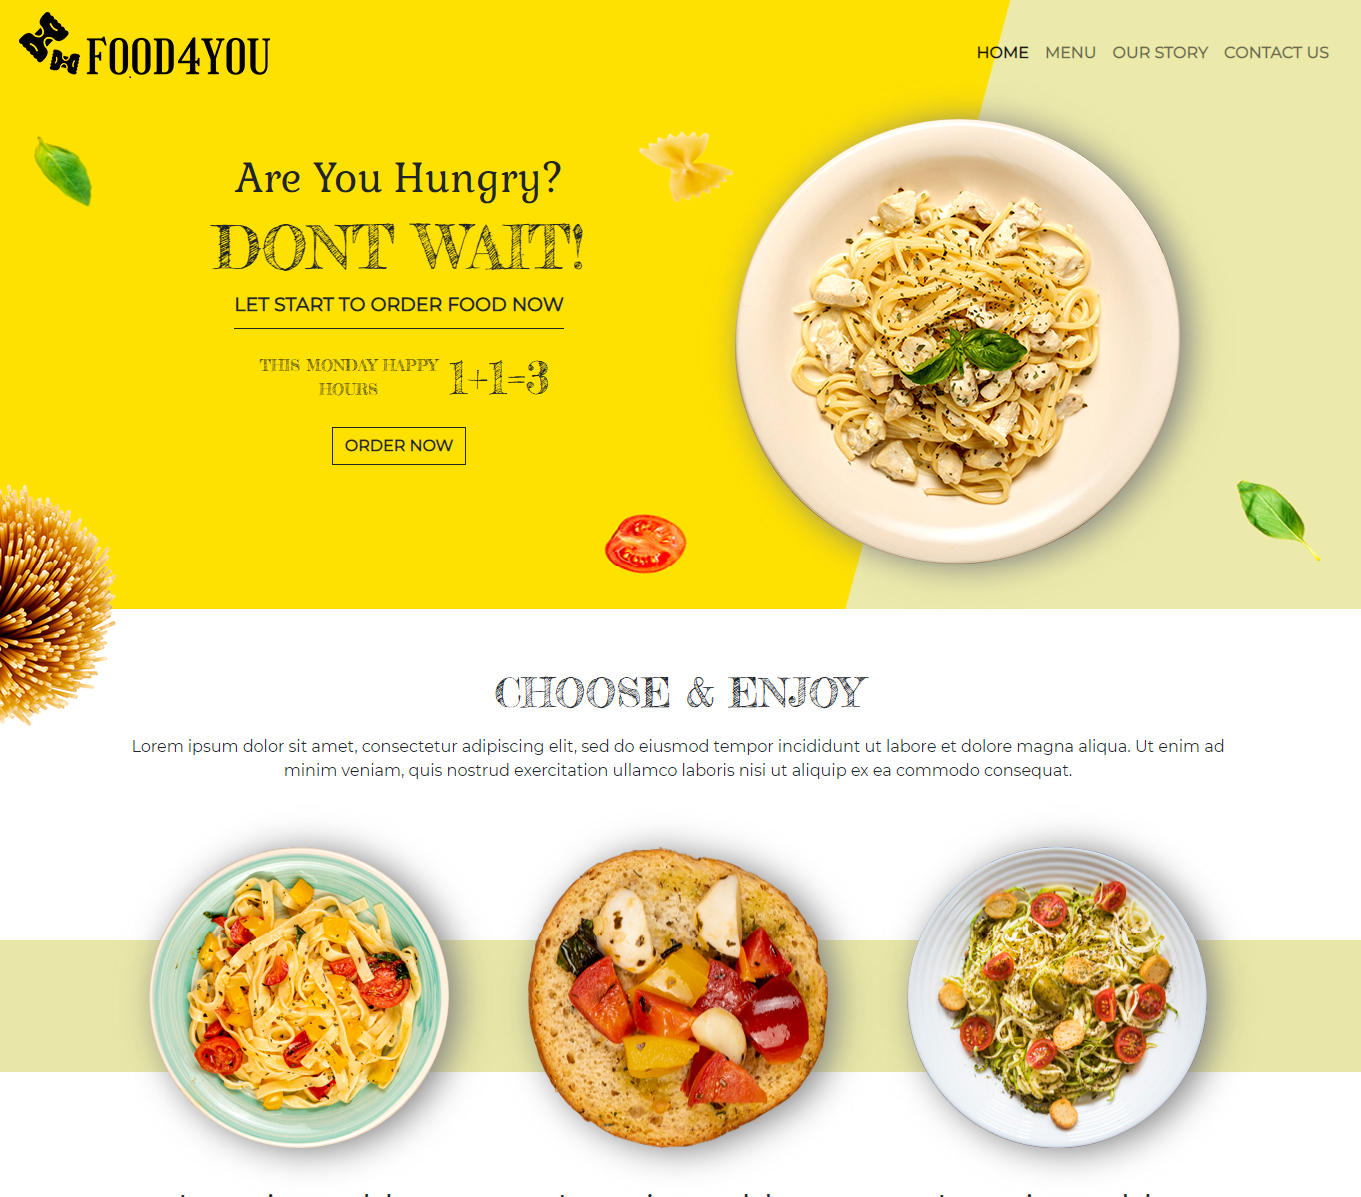 FOOD4YOU
HOME MENU OUR STORY CONTACT US
Are You Hungry?
DONT WAIT!
LET START TO ORDER FOOD NOW
THIS MONDAY HAPPY
HOURS
1+1=3
ORDER NOW
CHOOSE & ENJOY
Lorem ipsum dolor sit amet, consectetur adipiscing elit, sed do eiusmod tempor incididunt ut labore et dolore magna aliqua. Ut enim ad
minim veniam, quis nostrud exercitation ullamco laboris nisi ut aliquip ex ea commodo consequat.